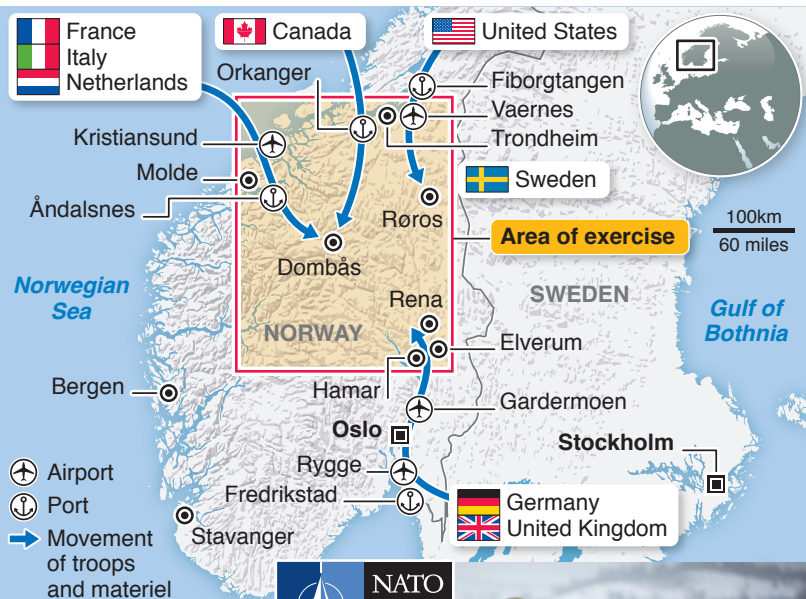 France
Italy
Netherlands
Canada
United States
Orkanger
Fiborgtangen
Vaernes
Trondheim
Kristiansund
Molde
Åndalsnes
Sweden
Røros
Area of exercise
100km
60 miles
Dombås
Norwegian
Sea
Rena
SWEDEN
Gulf of
Bothnia
NORWAY
Elverum
Bergen
Hamar
Gardermoen
Oslo
Stockholm
Airport
Rygge
Port
Fredrikstad
Germany
United Kingdom
Movement
of troops
and materiel
Stavanger
NATO